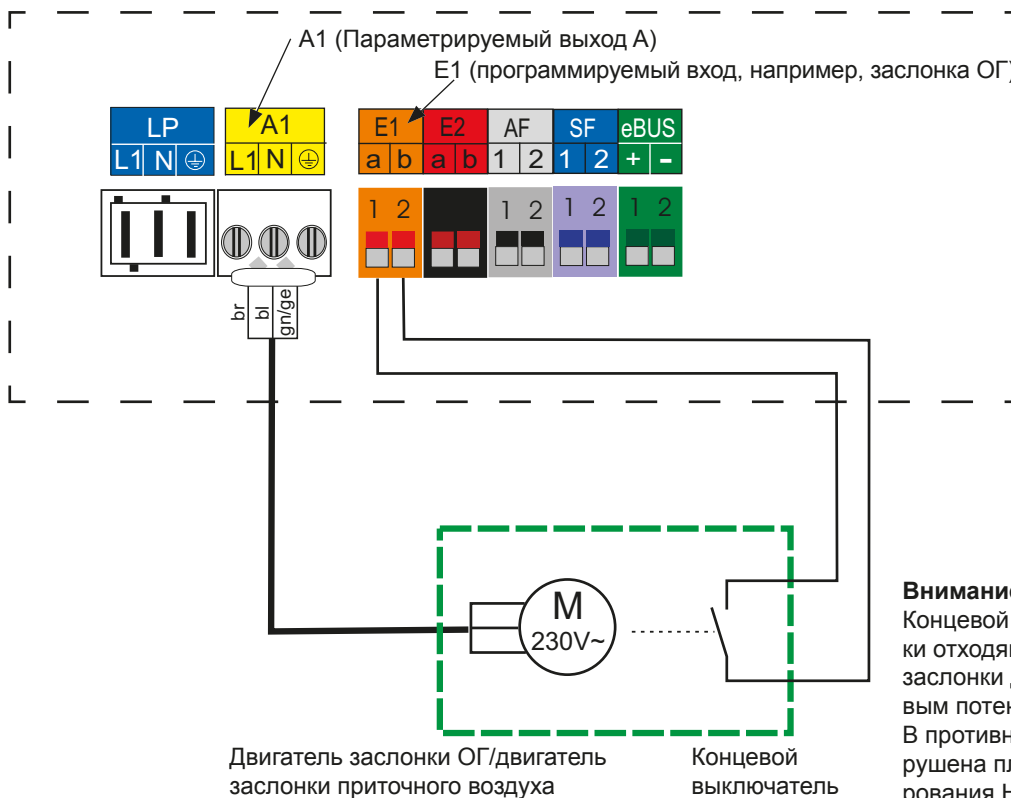 A1 (Параметрируемый выход A)
E1 (программируемый вход, например, заслонка ОГ)
LP A1 E1 E2 AF SF eBUS
L1 N L1 N a b a b 1 2 1 2 + -
1 2 1 2 1 2 1 2
br
bl
gn/ge
M
230V~
Двигатель заслонки ОГ/двигатель
заслонки приточного воздуха
Концевой
выключатель
Внимание
Концевой
ки отходя
заслонки
вым потен
В противн
рушена пл
рования Н